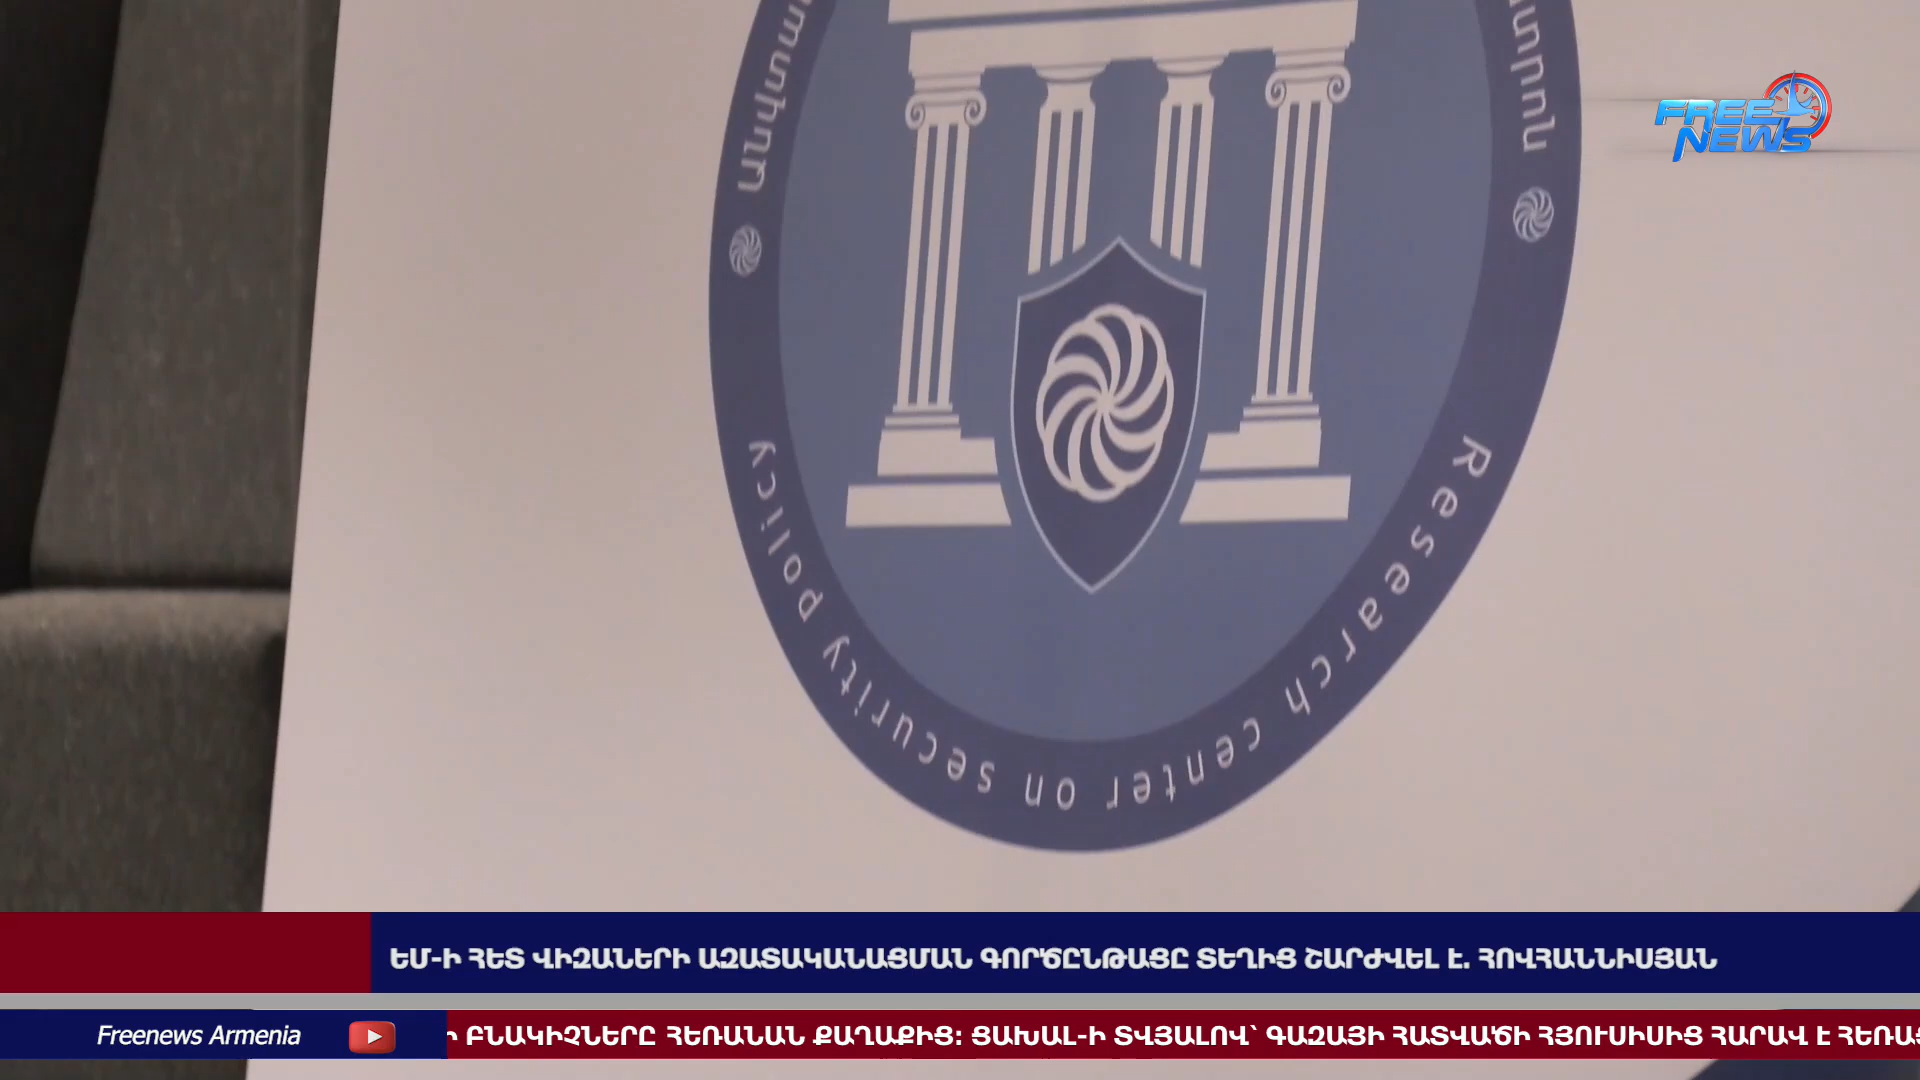 FREE
NEWS
Research center on security policy
ԵՄ-Ի ՀԵՏ ՎԻԶԱՆԵՐԻ ԱԶԱՏԱԿԱՆԱՑՄԱՆ ԳՈՐԾԸՆԹԱՑԸ ՏԵՂԻՑ ՇԱՐԺՎԵԼ Է. ՀՈՎՀԱՆՆԻՍՅԱՆ
Freenews Armenia
Ի ԲՆԱԿԻՉՆԵՐԸ ՀԵՌԱՆԱՆ ՔԱՂԱՔԻՑ: ՑԱԽԱԼ-Ի ՏՎՅԱԼՈՎ՝ ԳԱԶԱՅԻ ՀԱՏՎԱԾԻ ՀՅՈՒՍԻՍԻՑ ՀԱՐԱՎ Է ՀԵՌԱՑ